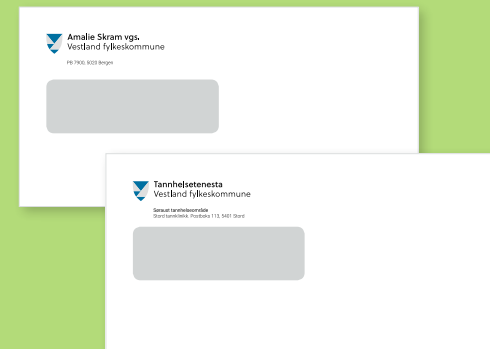 Amalie Skram vgs.
Vestland fylkeskommune
PB 7900, 5020 Bergen
Tannhelsetenesta
Vestland fylkeskommune
Søraust tannhelseområde
Stord tannklinikk, Postboks 113, 5401 Stord